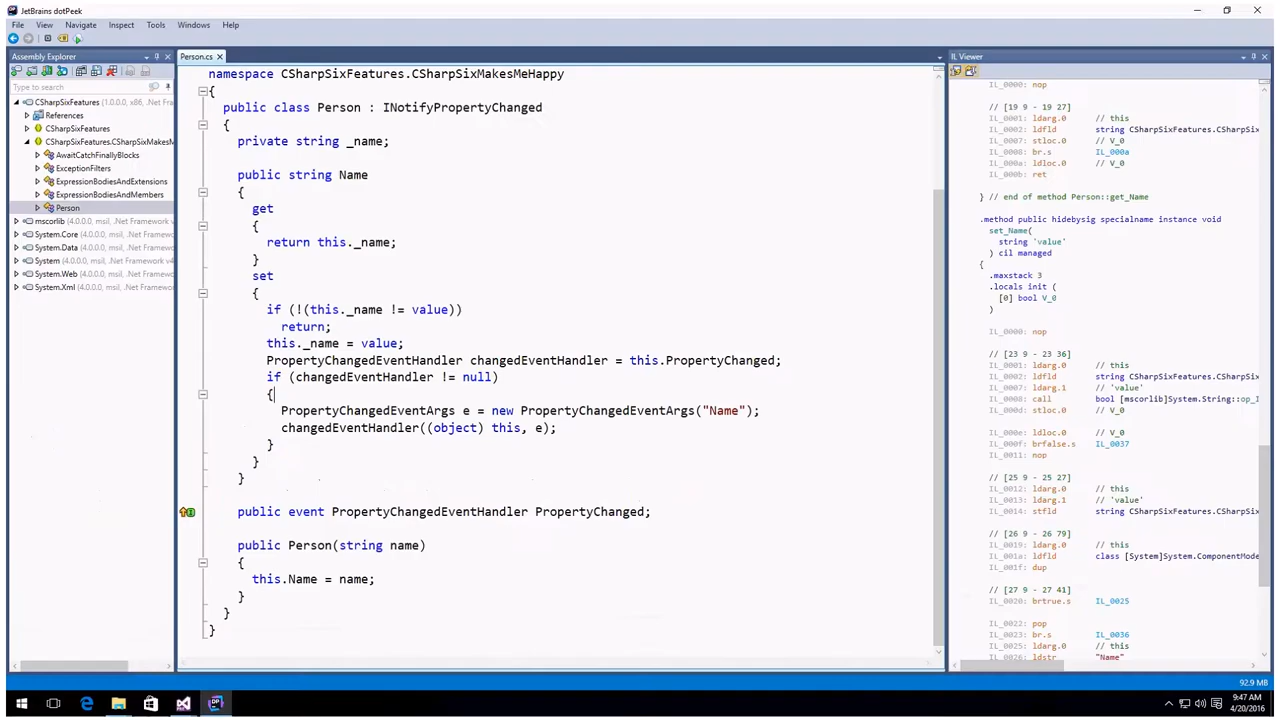 JetBrains dotPeek
File View Navigate Inspect Tools Windows Help
Assembly Explorer
Type to search
CSharpSixFeatures (1.0.0.0, x86, .Net Framewor
References
CSharpSixFeatures
CSharpSixFeatures.CSharpSixMakesM
AwaitCatchFinallyBlocks
ExceptionFilters
ExpressionBodiesAndExtensions
ExpressionBodiesAndMembers
Person
mscorlib (4.0.0.0, msil, .Net Framework v
System.Core (4.0.0.0, msil, .Net Framewor
System.Data (4.0.0.0, msil, .Net Framewor
System (4.0.0.0, msil, .Net Framework v4
System.Web (4.0.0.0, msil, .Net Framewor
System.Xml (4.0.0.0, msil, .Net Framewor
Person.cs
namespace CSharpSixFeatures.CSharpSixMakesMeHappy
{
public class Person : INotifyPropertyChanged
{
private string _name;
public string Name
{
get
{
return this._name;
}
set
{
if (!(this._name != value))
return;
this._name = value;
PropertyChangedEventHandler changedEventHandler = this.PropertyChanged;
if (changedEventHandler != null)
{
PropertyChangedEventArgs e = new PropertyChangedEventArgs("Name");
changedEventHandler((object) this, e);
}
}
}
public event PropertyChangedEventHandler PropertyChanged;
public Person(string name)
{
this.Name = name;
}
}
}
IL Viewer
IL_0000: nop
// [19 9 - 19 27]
IL_0001: ldarg.0 // this
IL_0002: ldfld string CSharpSixFeatures.CSharpSix
IL_0007: stloc.0 // V_0
IL_0008: br.s IL_000a
IL_000a: ldloc.0 // V_0
IL_000b: ret
} // end of method Person::get_Name
.method public hidebysig specialname instance void
set_Name(
string 'value'
) cil managed
{
.maxstack 3
.locals init (
[0] bool V_0
)
IL_0000: nop
// [23 9 - 23 36]
IL_0001: ldarg.0 // this
IL_0002: ldfld string CSharpSixFeatures.CSharpSix
IL_0007: ldarg.1 // 'value'
IL_0008: call bool [mscorlib]System.String::op_I
IL_000d: stloc.0 // V_0
IL_000e: ldloc.0 // V_0
IL_000f: brfalse.s IL_0037
IL_0011: nop
// [25 9 - 25 27]
IL_0012: ldarg.0 // this
IL_0013: ldarg.1 // 'value'
IL_0014: stfld string CSharpSixFeatures.CSharpSix
// [26 9 - 26 79]
IL_0019: ldarg.0 // this
IL_001a: ldfld class [System]System.ComponentMode
IL_001f: dup
// [27 9 - 27 41]
IL_0020: brtrue.s IL_0025
IL_0022: pop
IL_0023: br.s IL_0036
IL_0025: ldarg.0 // this
IL_0026: ldstr "Name"
92.9 MB
9:47 AM
4/20/2016